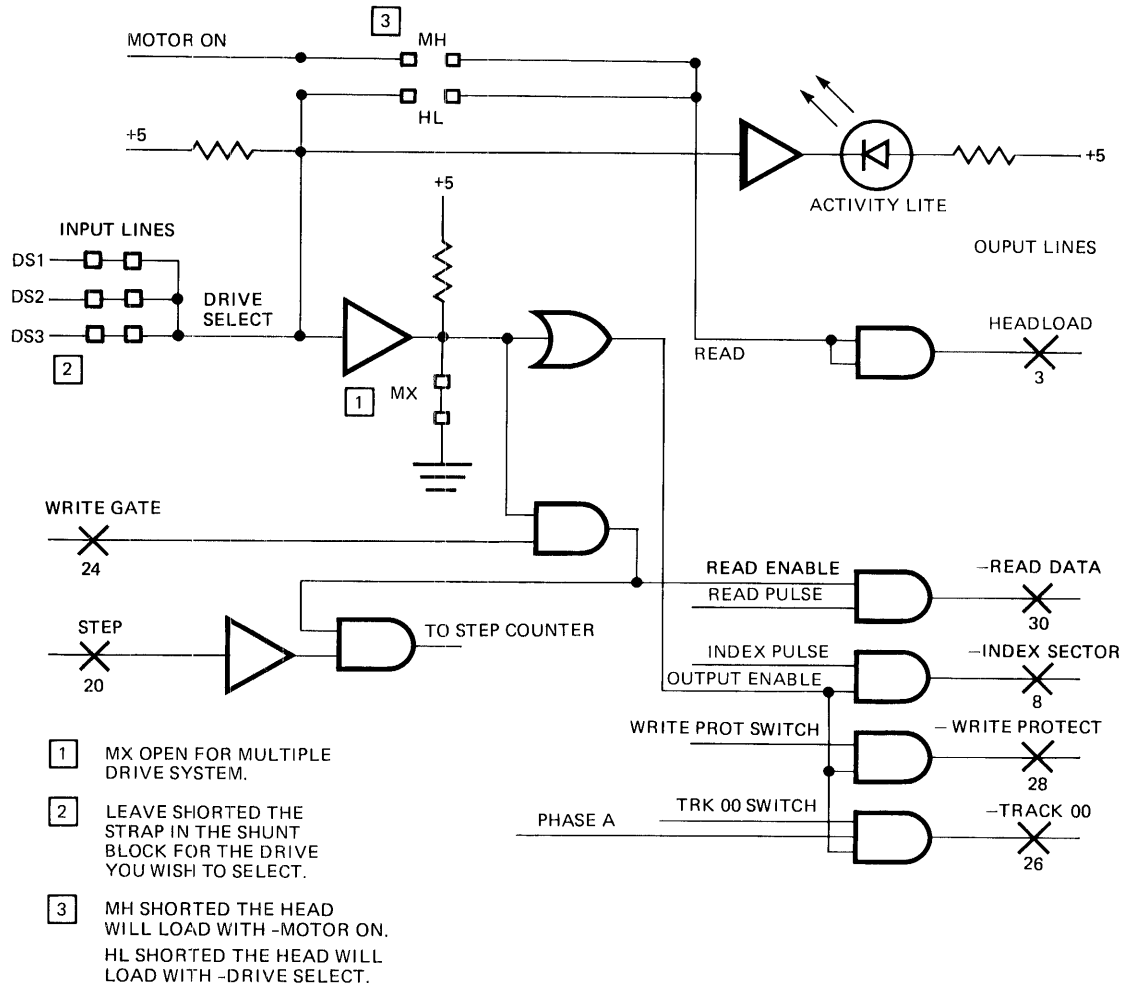 3
MOTOR ON
MH
HL
+5
+5
ACTIVITY LITE
+5
INPUT LINES
OUPUT LINES
DS1
DS2
DS3
DRIVE
SELECT
2
1
MX
READ
HEADLOAD
3
WRITE GATE
24
READ ENABLE
READ PULSE
–READ DATA
30
STEP
20
TO STEP COUNTER
INDEX PULSE
OUTPUT ENABLE
–INDEX SECTOR
8
WRITE PROT SWITCH
– WRITE PROTECT
28
TRK 00 SWITCH
PHASE A
–TRACK 00
26
1 MX OPEN FOR MULTIPLE
DRIVE SYSTEM.
2 LEAVE SHORTED THE
STRAP IN THE SHUNT
BLOCK FOR THE DRIVE
YOU WISH TO SELECT.
3 MH SHORTED THE HEAD
WILL LOAD WITH –MOTOR ON.
HL SHORTED THE HEAD WILL
LOAD WITH –DRIVE SELECT.